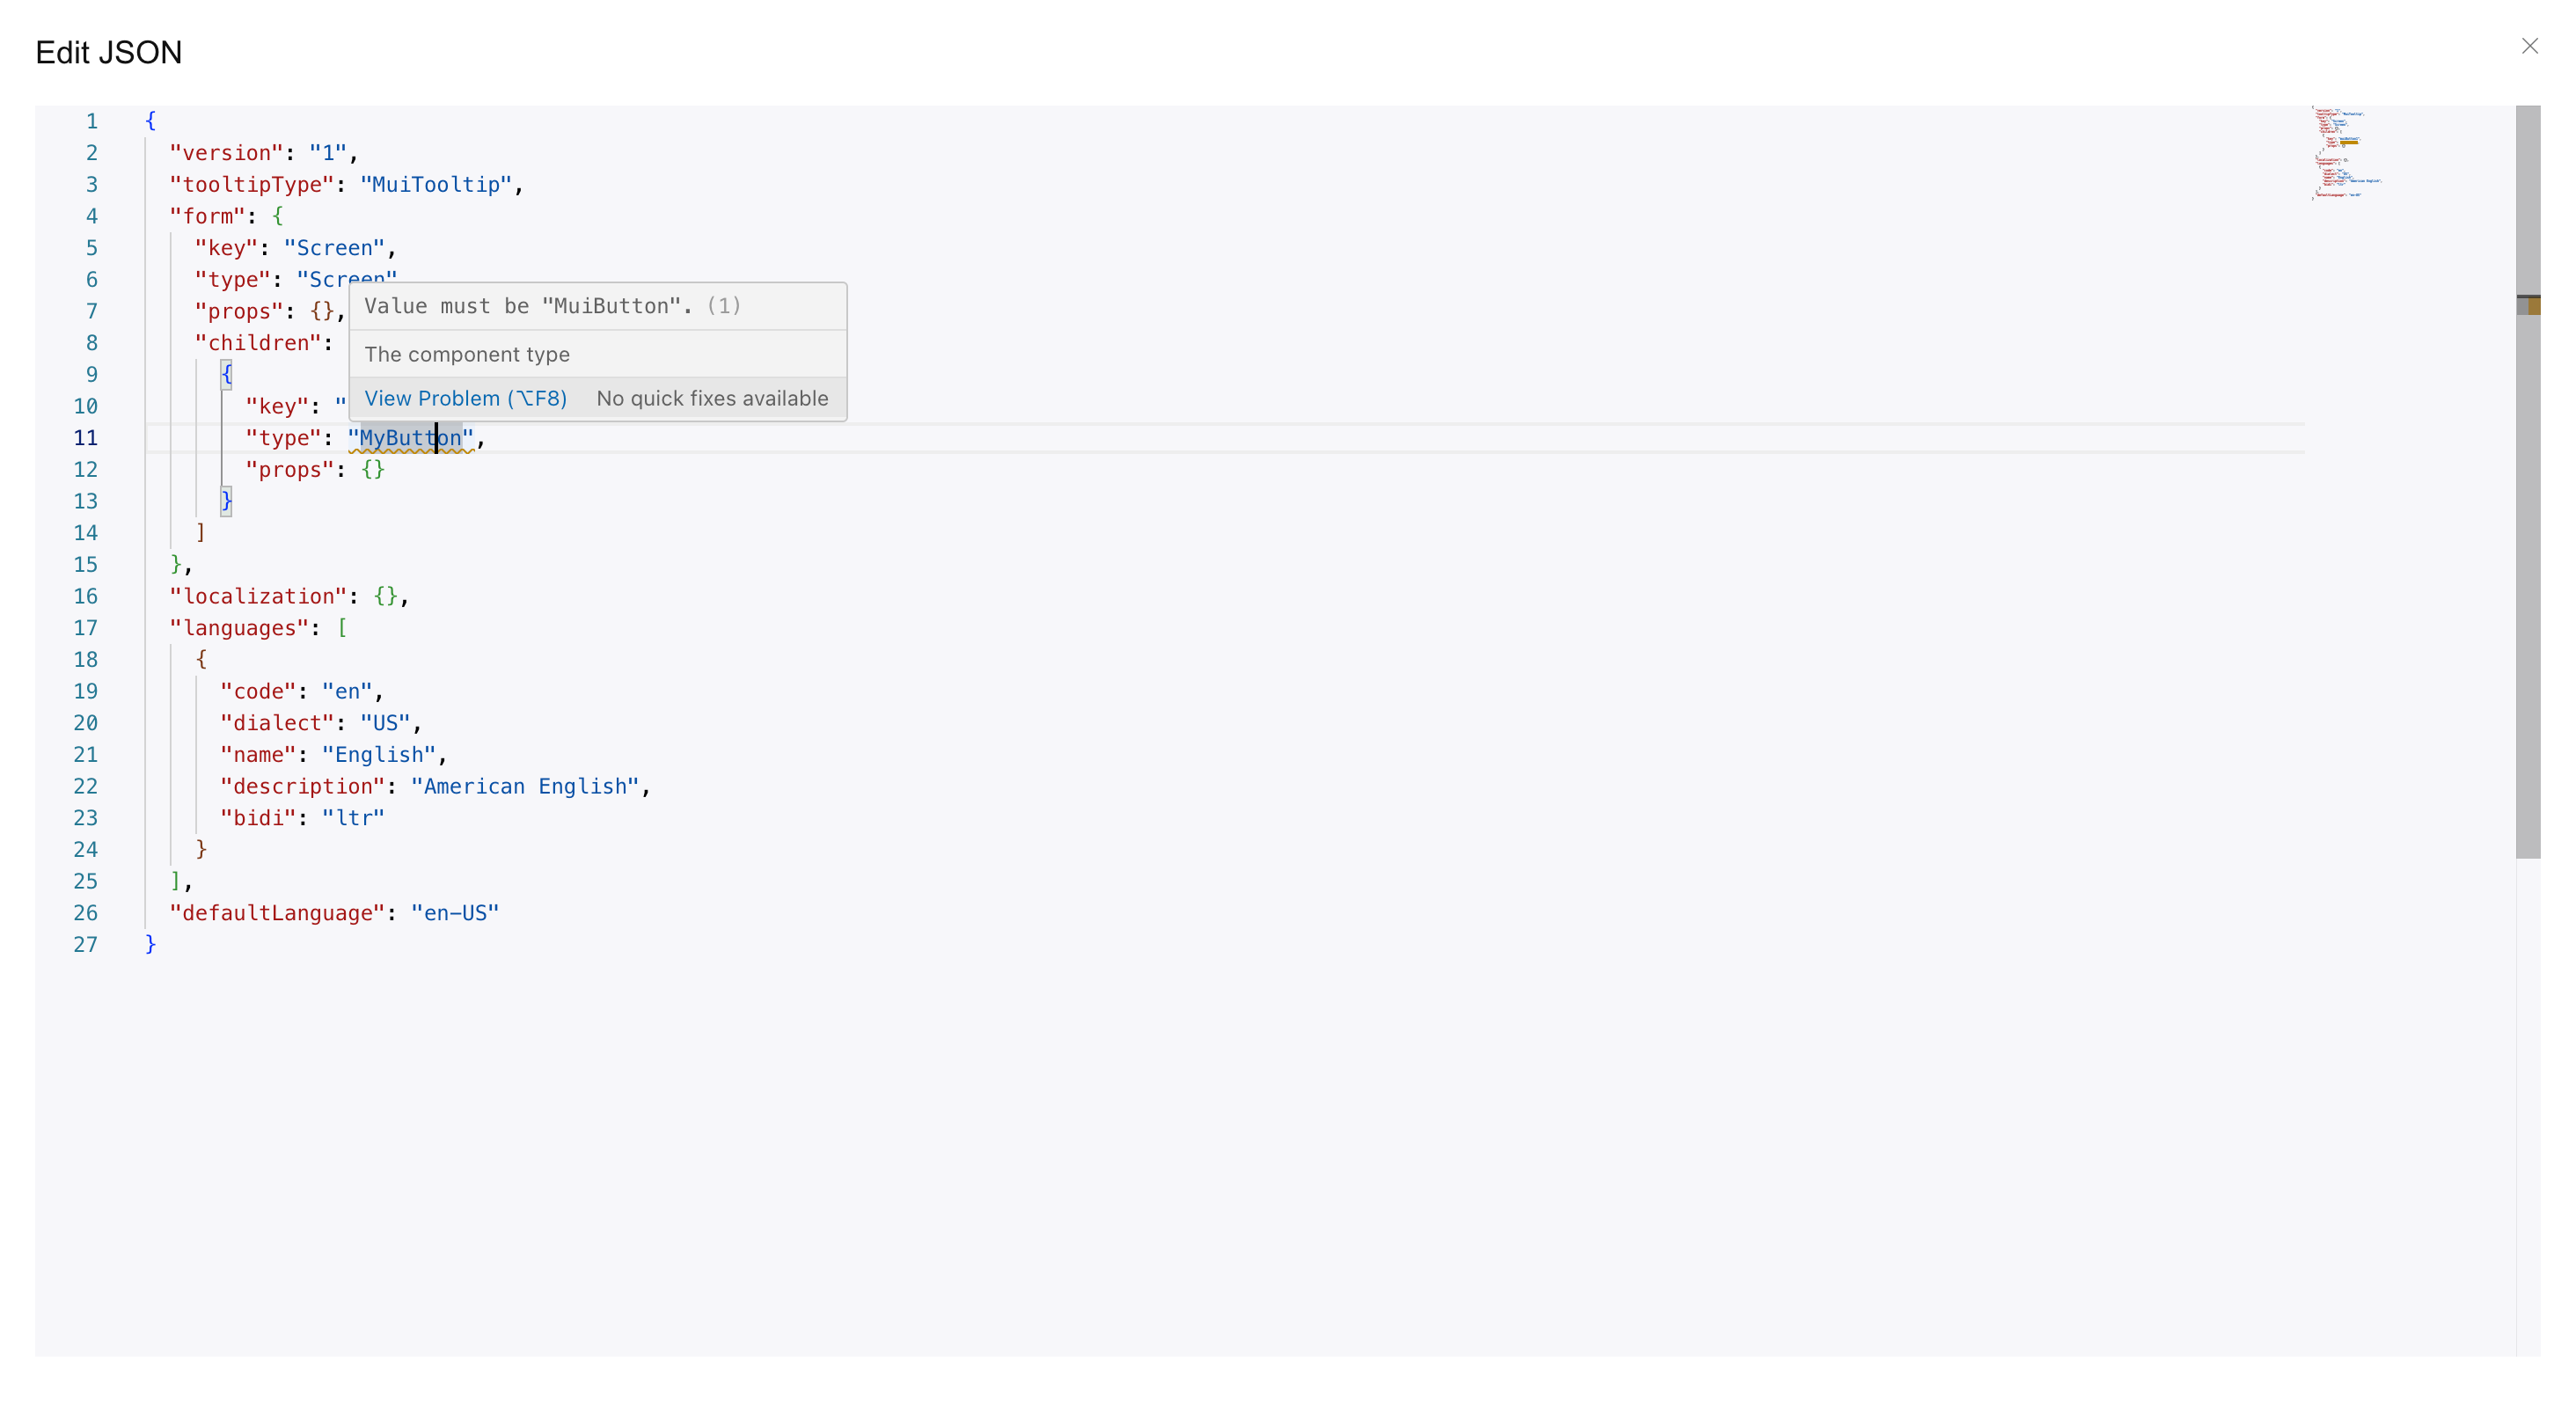 Edit JSON
1 {
2 "version": "1",
3 "tooltipType": "MuiTooltip",
4 "form": {
5 "key": "Screen",
6 "type": "Screen"
7 "props": {},
8 "children":
Value must be "MuiButton". (1)
The component type
View Problem (⌥F8) No quick fixes available
9 {
10 "key": "
11 "type": "MyButton",
12 "props": {}
13 }
14 ]
15 },
16 "localization": {},
17 "languages": [
18 {
19 "code": "en",
20 "dialect": "US",
21 "name": "English",
22 "description": "American English",
23 "bidi": "ltr"
24 }
25 ],
26 "defaultLanguage": "en-US"
27 }